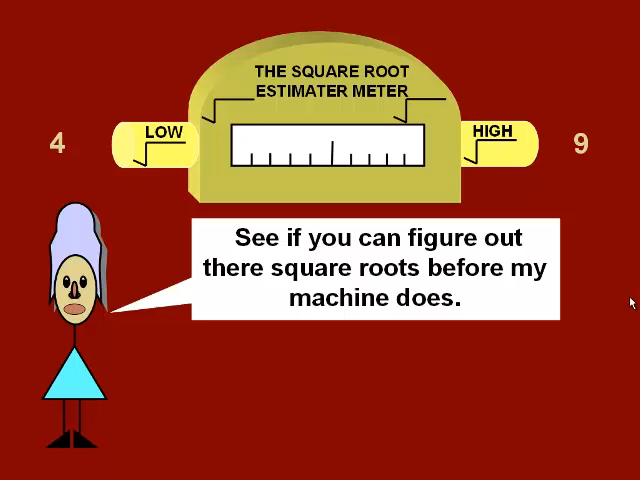 THE SQUARE ROOT
ESTIMATER METER
4
LOW
HIGH
9
See if you can figure out
there square roots before my
machine does.